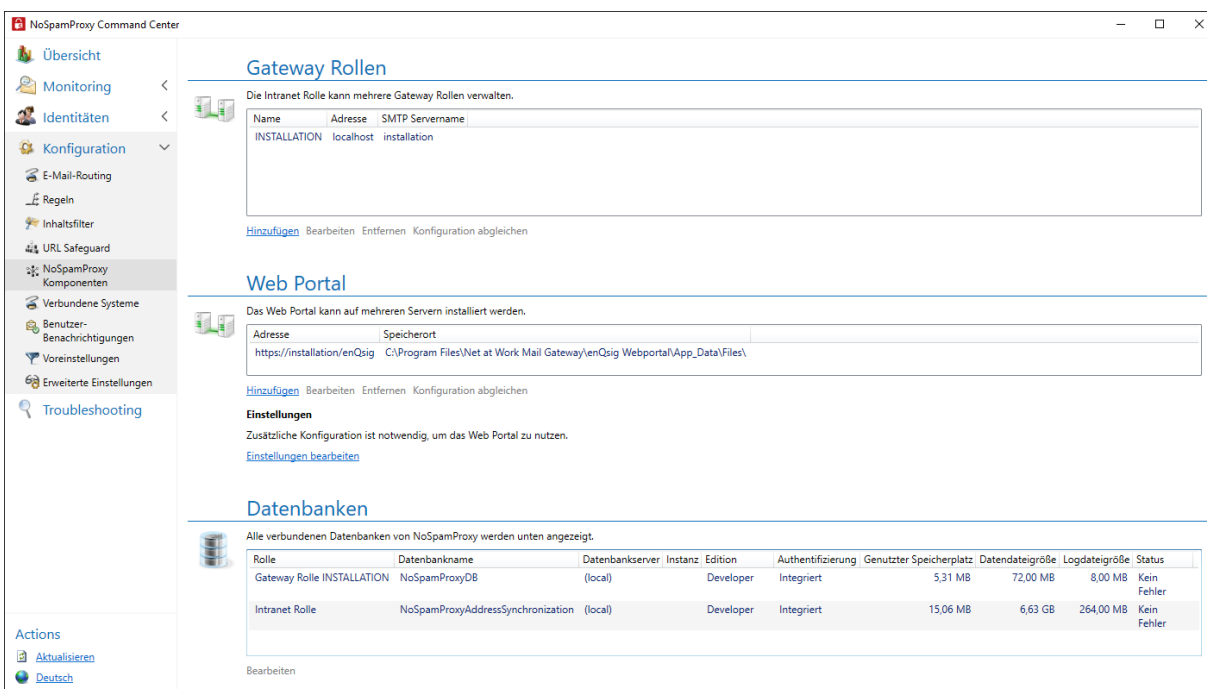 NoSpamProxy Command Center
Übersicht
Monitoring
Identitäten
Konfiguration
E-Mail-Routing
Regeln
Inhaltsfilter
URL Safeguard
NoSpamProxy
Komponenten
Verbundene Systeme
Benutzer-
Benachrichtigungen
Voreinstellungen
Erweiterte Einstellungen
Troubleshooting
Actions
Aktualisieren
Deutsch
Gateway Rollen
Die Intranet Rolle kann mehrere Gateway Rollen verwalten.
Name Adresse SMTP Servername
INSTALLATION localhost installation
Hinzufügen Bearbeiten Entfernen Konfiguration abgleichen
Web Portal
Das Web Portal kann auf mehreren Servern installiert werden.
Adresse Speicherort
https://installation/enQsig C:\Program Files\Net at Work Mail Gateway\enQsig Webportal\App_Data\Files\
Hinzufügen Bearbeiten Entfernen Konfiguration abgleichen
Einstellungen
Zusätzliche Konfiguration ist notwendig, um das Web Portal zu nutzen.
Einstellungen bearbeiten
Datenbanken
Alle verbundenen Datenbanken von NoSpamProxy werden unten angezeigt.
Rolle Datenbankname Datenbankserver Instanz Edition Authentifizierung Genutzter Speicherplatz Datendateigröße Logdateigröße Status
Gateway Rolle INSTALLATION NoSpamProxyDB (local) Developer Integriert 5,31 MB 72,00 MB 8,00 MB Kein
Fehler
Intranet Rolle NoSpamProxyAddressSynchronization (local) Developer Integriert 15,06 MB 6,63 GB 264,00 MB Kein
Fehler
Bearbeiten